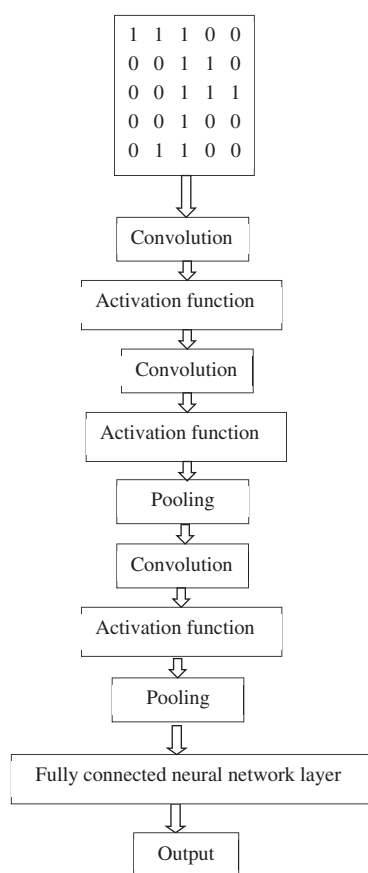 1 1 1 0 0
0 0 1 1 0
0 0 1 1 1
0 0 1 0 0
0 1 1 0 0
Convolution
Activation function
Convolution
Activation function
Pooling
Convolution
Activation function
Pooling
Fully connected neural network layer
Output